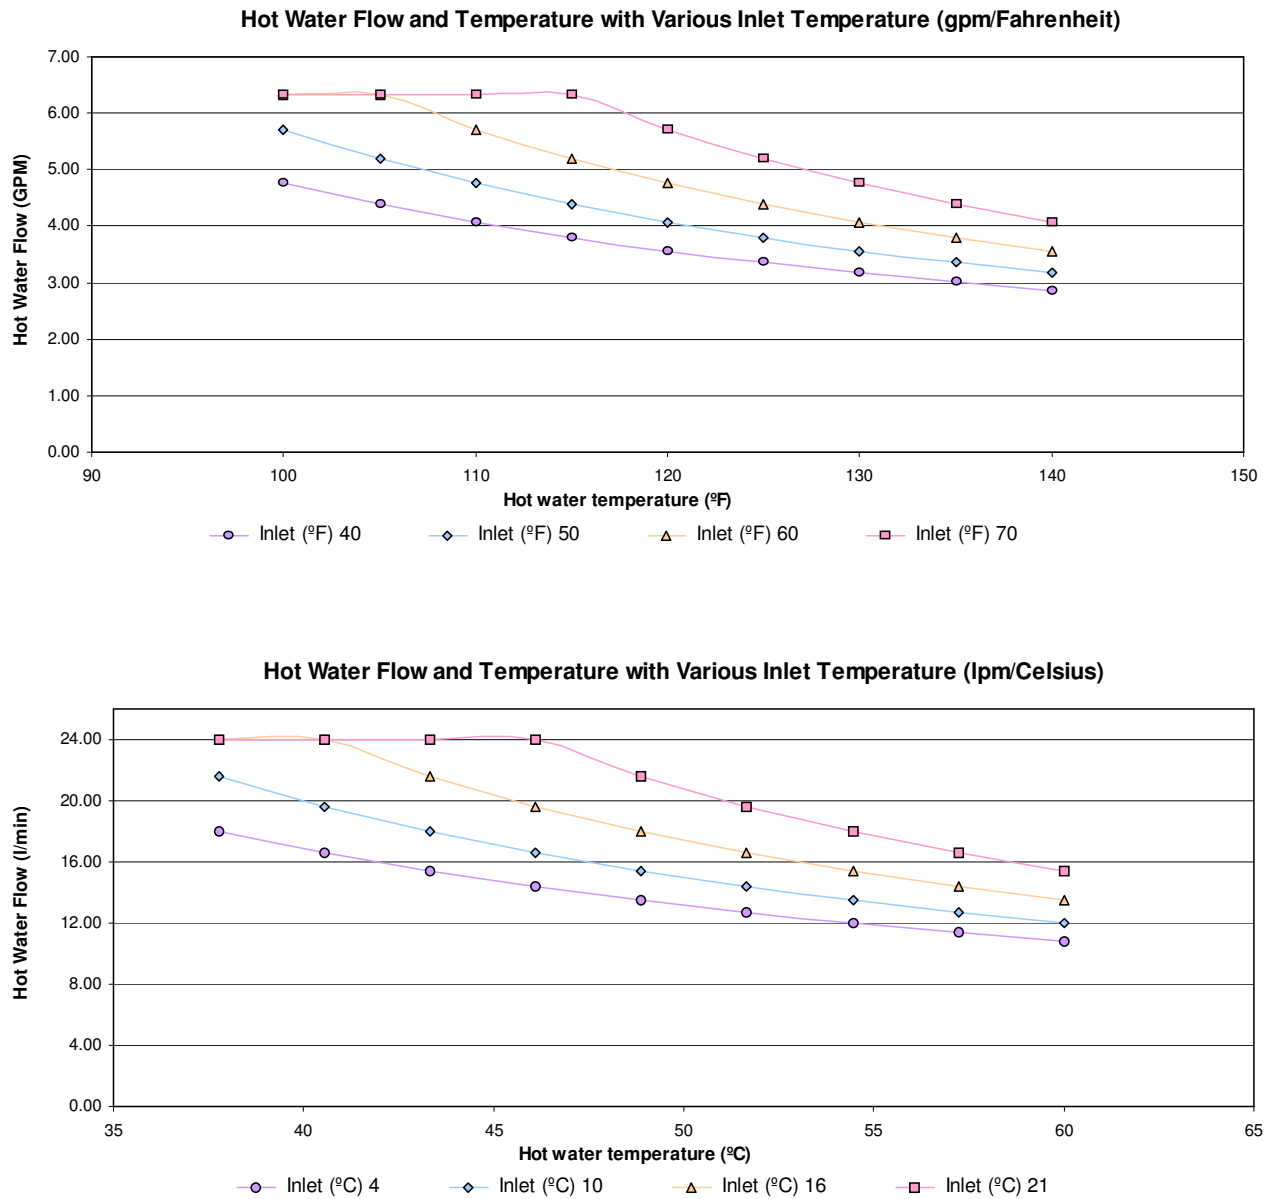 Hot Water Flow and Temperature with Various Inlet Temperature (gpm/Fahrenheit)
7.00
6.00
5.00
4.00
3.00
2.00
1.00
0.00
Hot Water Flow (GPM)
90 100 110 120 130 140 150
Hot water temperature (ºF)
Inlet (ºF) 40 Inlet (ºF) 50 Inlet (ºF) 60 Inlet (ºF) 70
Hot Water Flow and Temperature with Various Inlet Temperature (lpm/Celsius)
24.00
20.00
16.00
12.00
8.00
4.00
0.00
Hot Water Flow (l/min)
35 40 45 50 55 60 65
Hot water temperature (ºC)
Inlet (ºC) 4 Inlet (ºC) 10 Inlet (ºC) 16 Inlet (ºC) 21